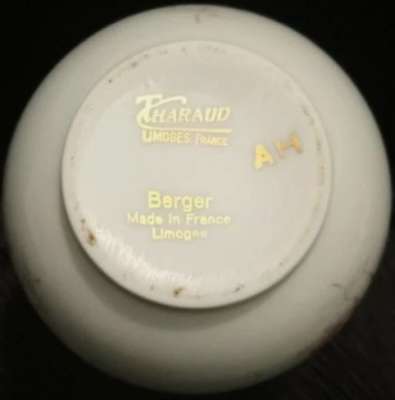 THARAUD
LIMOGES. FRANCE
AH
Berger
Made in France
Limoges